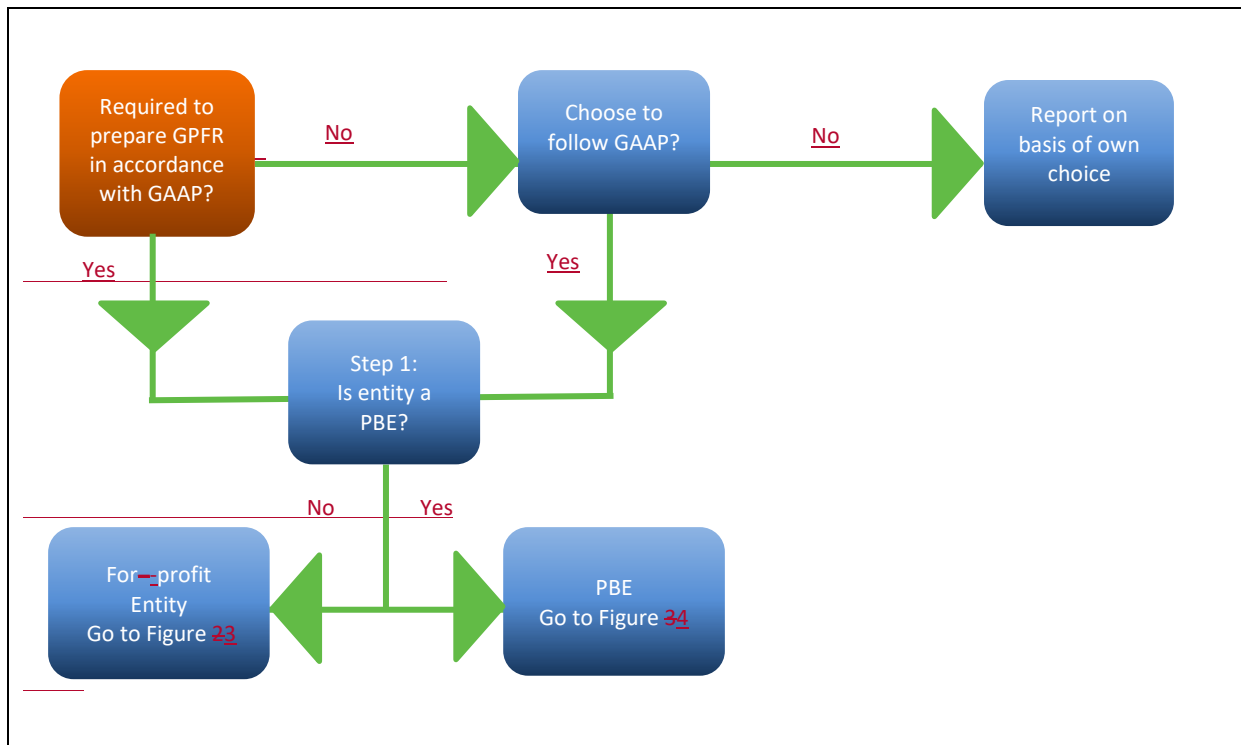 Required to
prepare GPFR
in accordance
with GAAP?
No
Choose to
follow GAAP?
No
Report on
basis of own
choice
Yes
Yes
Step 1:
Is entity a
PBE?
No
Yes
For- -profit
Entity
Go to Figure 23
PBE
Go to Figure 34